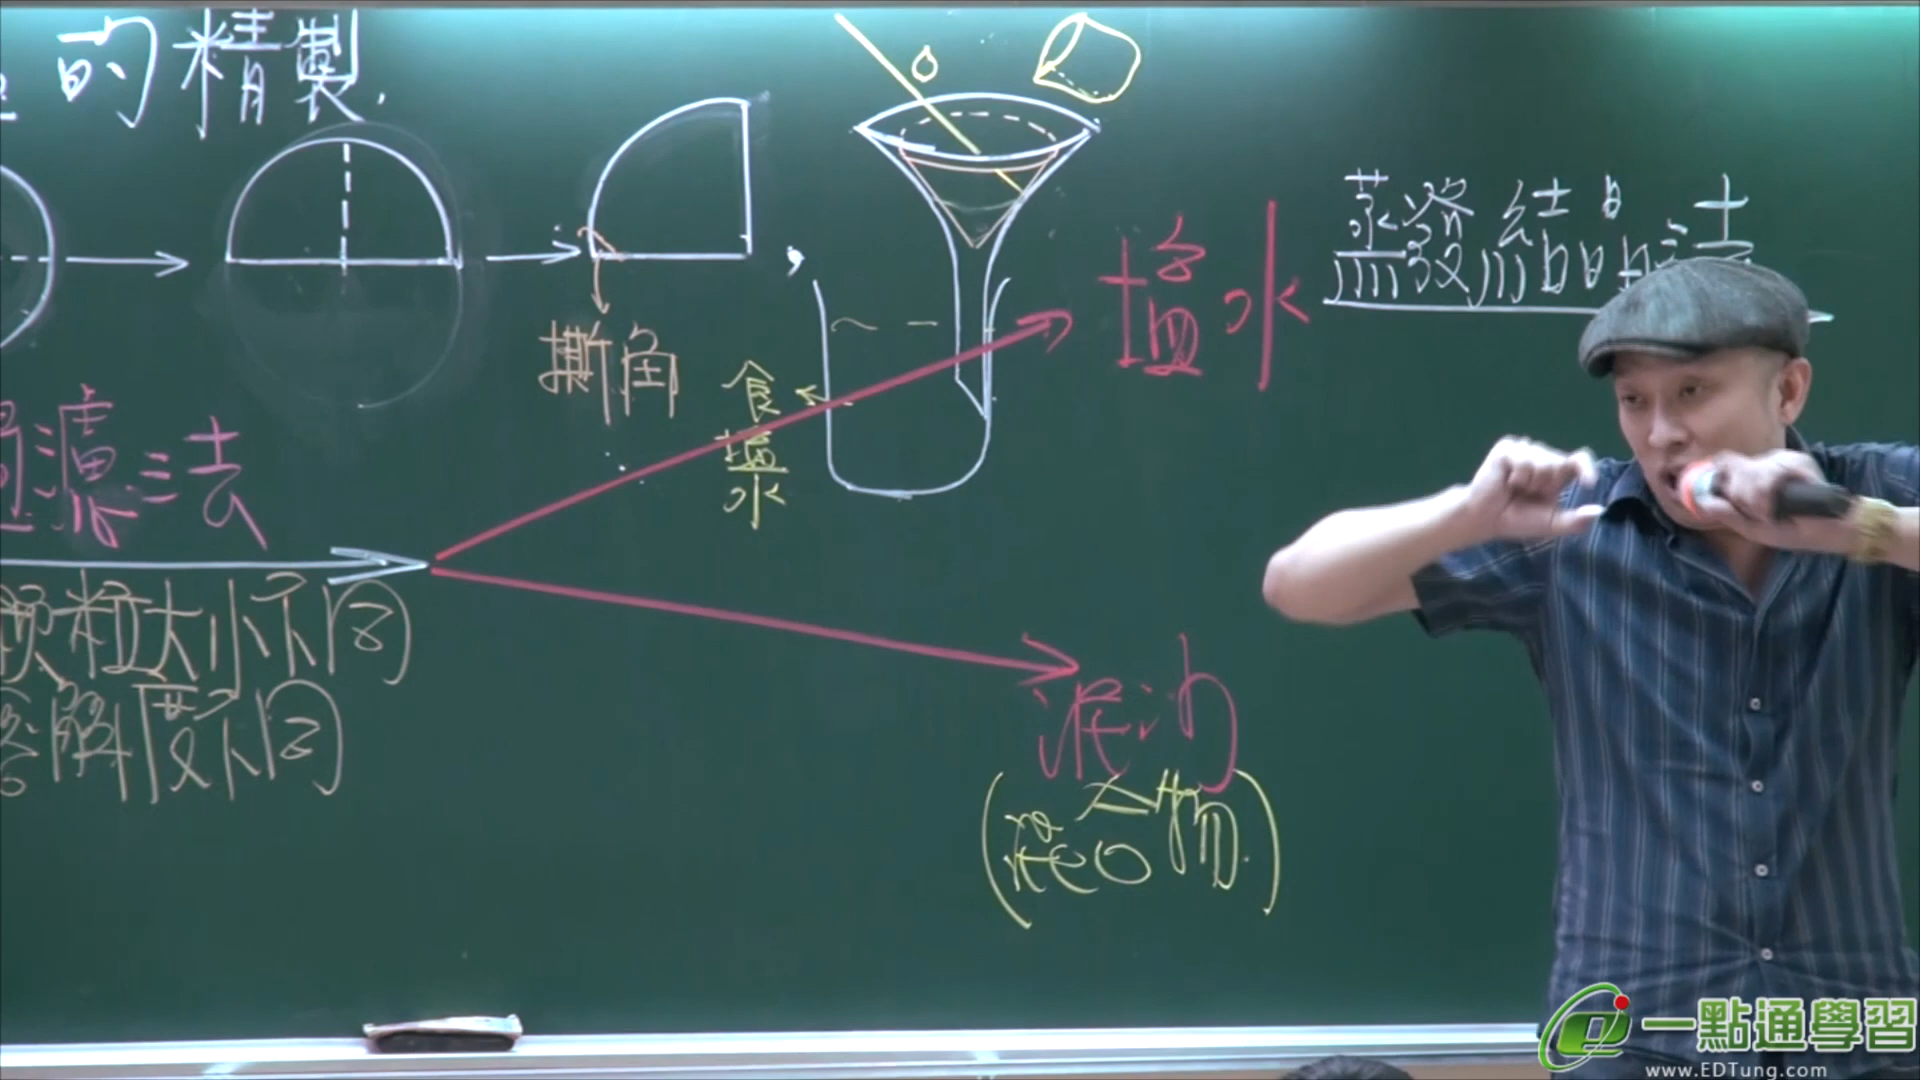 的精製.
蒸發結晶法
塩水
撕角
食
塩
水
過濾法
顆粒大小不同
溶解度不同
泥沙
(混合物)
一點通學習
www.EDTung.com